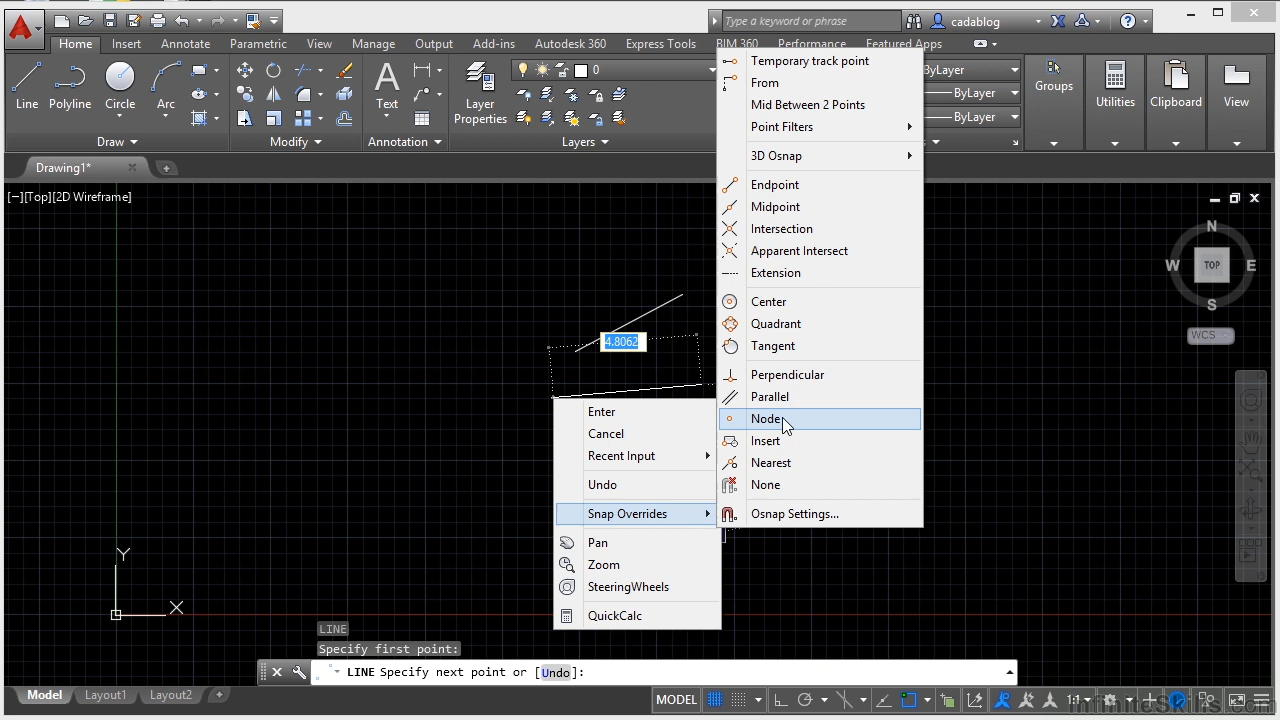 Type a keyword or phrase
cadablog
Home Insert Annotate Parametric View Manage Output Add-ins Autodesk 360 Express Tools BIM 360 Performance Featured Apps
Line Polyline Circle Arc
Text
Layer Properties
0
ByLayer
ByLayer
ByLayer
Groups
Utilities
Clipboard
View
Draw Modify Annotation Layers
Drawing1*
[−][Top][2D Wireframe]
N
W TOP E
S
WCS
4.8062
Enter
Cancel
Recent Input
Undo
Snap Overrides
Pan
Zoom
SteeringWheels
QuickCalc
Temporary track point
From
Mid Between 2 Points
Point Filters
3D Osnap
Endpoint
Midpoint
Intersection
Apparent Intersect
Extension
Center
Quadrant
Tangent
Perpendicular
Parallel
Node
Insert
Nearest
None
Osnap Settings...
Y
X
LINE
Specify first point:
LINE Specify next point or [Undo]:
Model Layout1 Layout2
MODEL 1:1
InfiniteSkills.com